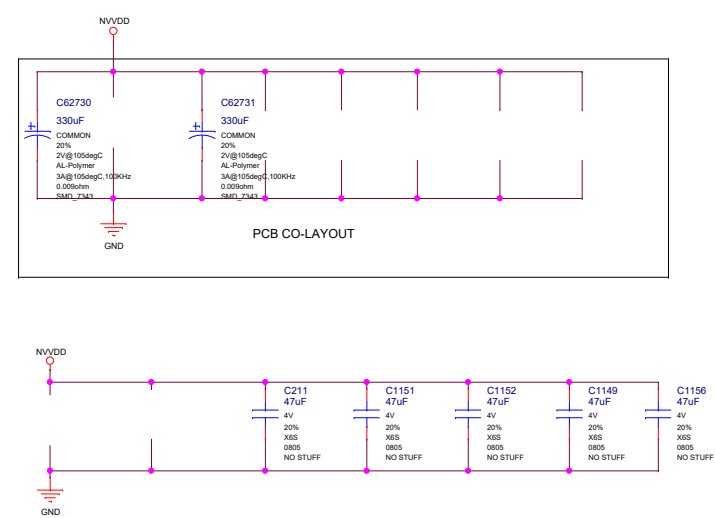 NVVDD
C62730
330uF
COMMON
20%
2V@105degC
AL-Polymer
3A@105degC,100KHz
0.009ohm
SMD_7343
C62731
330uF
COMMON
20%
2V@105degC
AL-Polymer
3A@105degC,100KHz
0.009ohm
SMD_7343
GND
PCB CO-LAYOUT
NVVDD
C211
47uF
4V
20%
X6S
0805
NO STUFF
C1151
47uF
4V
20%
X6S
0805
NO STUFF
C1152
47uF
4V
20%
X6S
0805
NO STUFF
C1149
47uF
4V
20%
X6S
0805
NO STUFF
C1156
47uF
4V
20%
X6S
0805
NO STUFF
GND